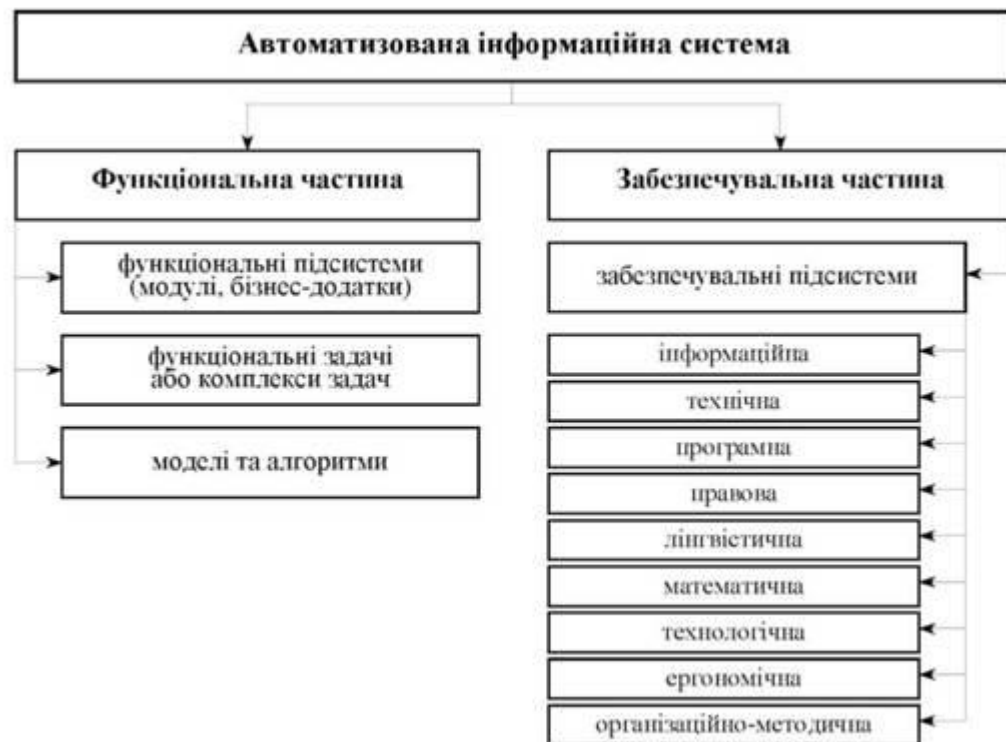 Автоматизована інформаційна система
Функціональна частина
функціональні підсистеми
(модулі, бізнес-додатки)
функціональні задачі
або комплекси задач
моделі та алгоритми
Забезпечувальна частина
забезпечувальні підсистеми
інформаційна
технічна
програмна
правова
лінгвістична
математична
технологічна
ергономічна
організаційно-методична